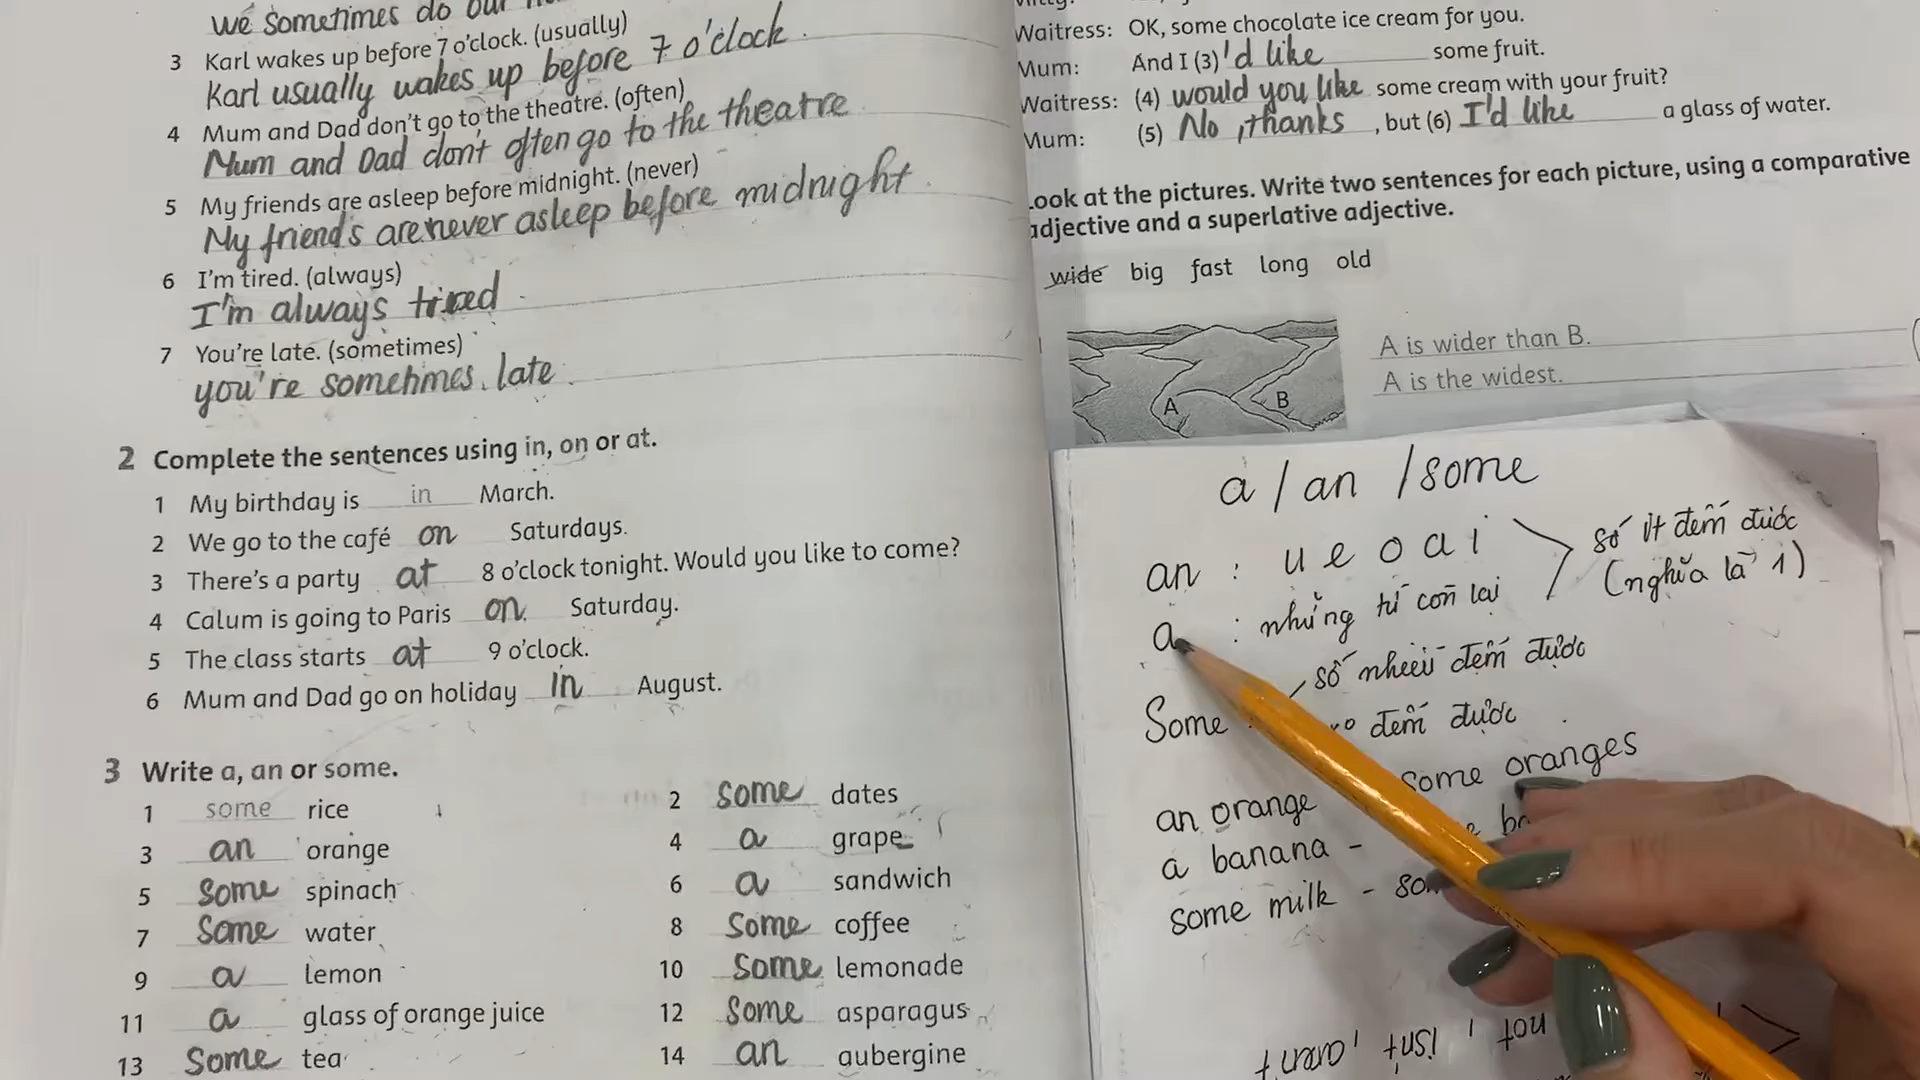 we sometimes do our
3 Karl wakes up before 7 o'clock. (usually)
Karl usually wakes up before 7 o'clock.
4 Mum and Dad don't go to the theatre. (often)
Mum and Dad don't often go to the theatre
5 My friends are asleep before midnight. (never)
My friends are never asleep before midnight.
6 I'm tired. (always)
I'm always tired.
7 You're late. (sometimes)
you're sometimes late.
2 Complete the sentences using in, on or at.
1 My birthday is in March.
2 We go to the café on Saturdays.
3 There's a party at 8 o'clock tonight. Would you like to come?
4 Calum is going to Paris on Saturday.
5 The class starts at 9 o'clock.
6 Mum and Dad go on holiday in August.
3 Write a, an or some.
1 some rice
2 some dates
3 an orange
4 a grape
5 some spinach
6 a sandwich
7 some water
8 some coffee
9 a lemon
10 some lemonade
11 a glass of orange juice
12 some asparagus
13 some tea
14 an aubergine
Waitress: OK, some chocolate ice cream for you.
Mum: And I (3) 'd like some fruit.
Waitress: (4) would you like some cream with your fruit?
Mum: (5) No, thanks, but (6) I'd like a glass of water.
Look at the pictures. Write two sentences for each picture, using a comparative
adjective and a superlative adjective.
wide big fast long old
A B
A is wider than B.
A is the widest.
a / an / some
an : u e o a i
số ít đếm được
(nghĩa là 1)
a : những từ còn lại
số nhiều đếm được
Some
đếm được
an orange some oranges
a banana -
some milk -
not, isn't, aren't